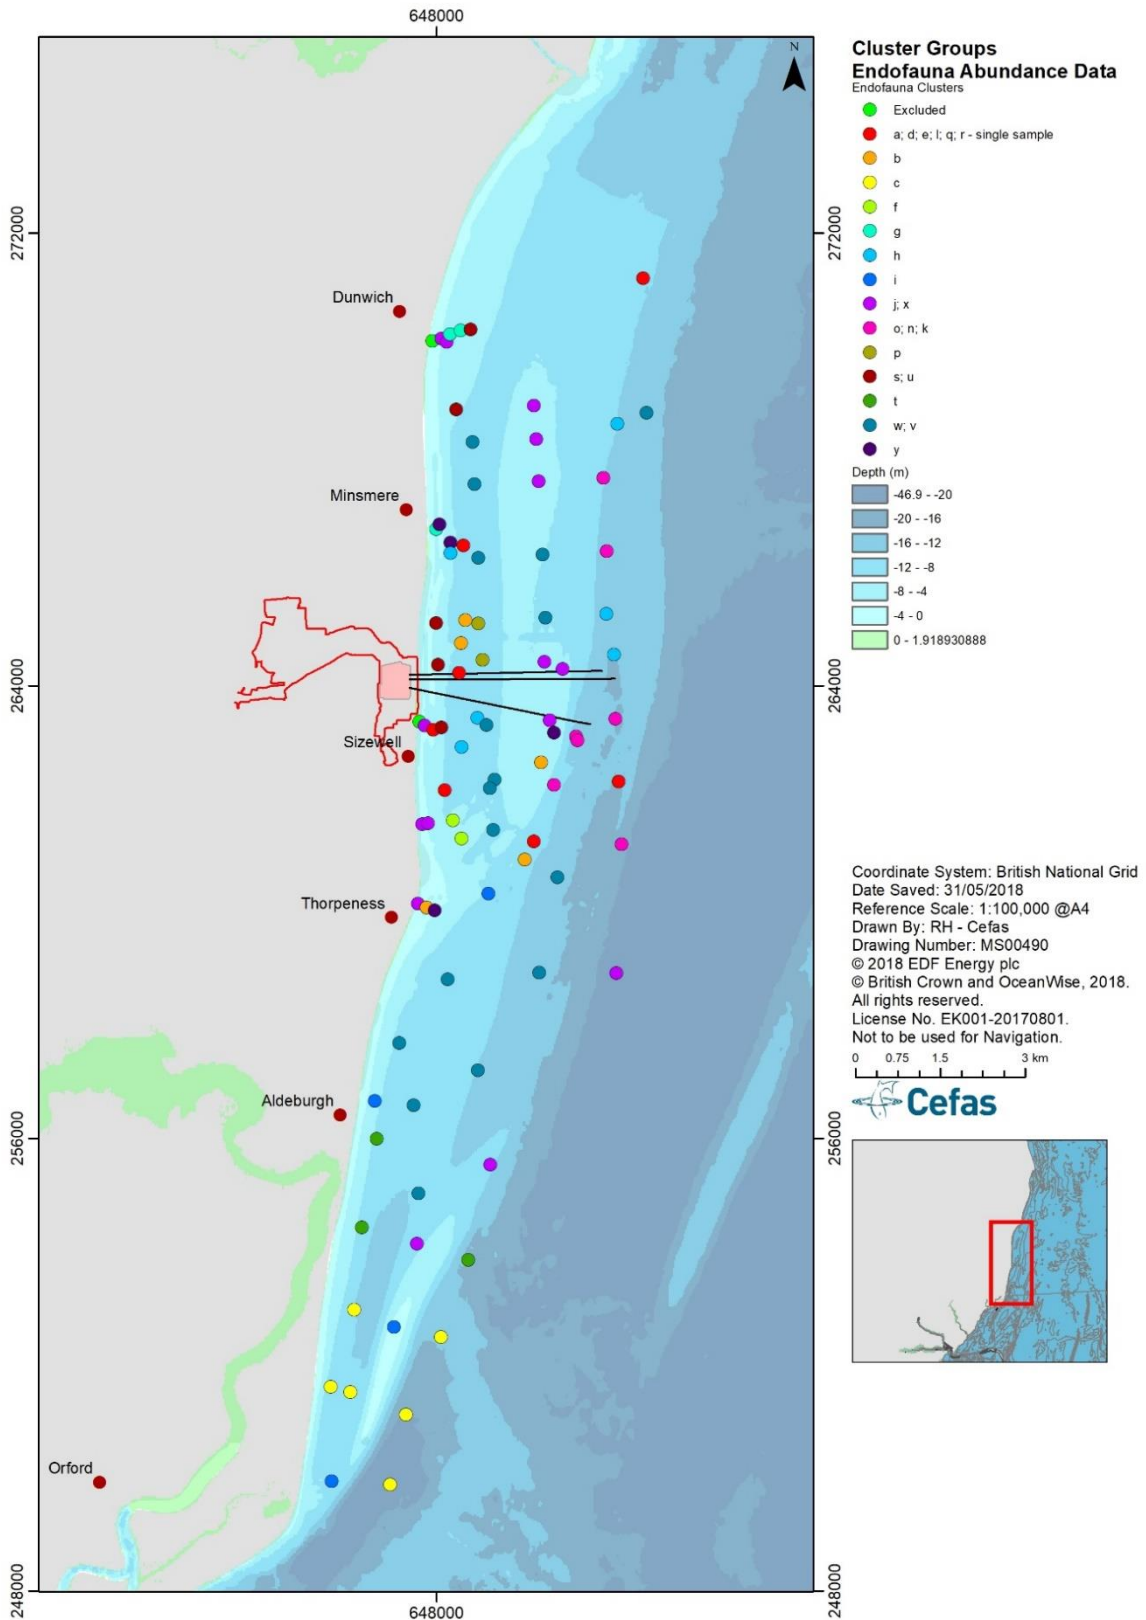 648000
N
272000
272000
Dunwich
Minsmere
264000
264000
Sizewell
Thorpeness
Aldeburgh
256000
256000
Orford
248000
248000
648000
Cluster Groups
Endofauna Abundance Data
Endofauna Clusters
Excluded
a; d; e; l; q; r - single sample
b
c
f
g
h
i
j; x
o; n; k
p
s; u
t
w; v
y
Depth (m)
-46.9 - -20
-20 - -16
-16 - -12
-12 - -8
-8 - -4
-4 - 0
0 - 1.918930888
Coordinate System: British National Grid
Date Saved: 31/05/2018
Reference Scale: 1:100,000 @A4
Drawn By: RH - Cefas
Drawing Number: MS00490
© 2018 EDF Energy plc
© British Crown and OceanWise, 2018.
All rights reserved.
License No. EK001-20170801.
Not to be used for Navigation.
0 0.75 1.5 3 km
Cefas